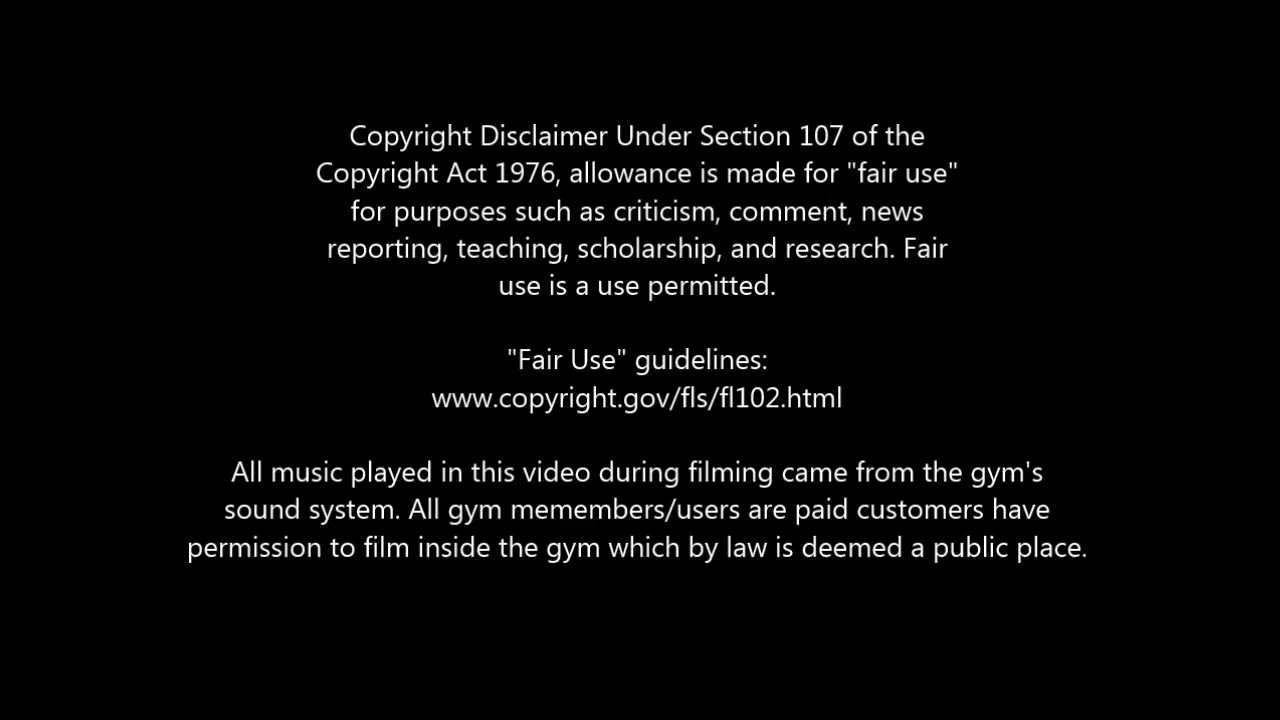 Copyright Disclaimer Under Section 107 of the
Copyright Act 1976, allowance is made for "fair use"
for purposes such as criticism, comment, news
reporting, teaching, scholarship, and research. Fair
use is a use permitted.
"Fair Use" guidelines:
www.copyright.gov/fls/fl102.html
All music played in this video during filming came from the gym's
sound system. All gym memembers/users are paid customers have
permission to film inside the gym which by law is deemed a public place.